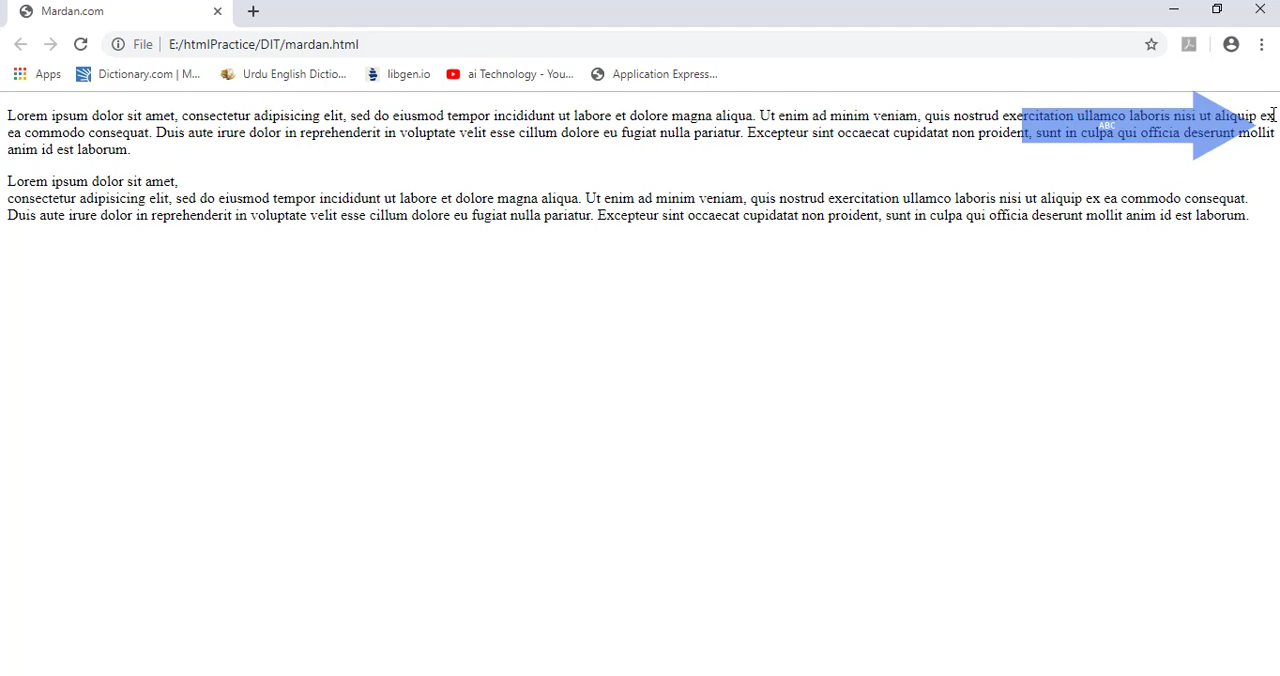 Mardan.com
File
E:/htmlPractice/DIT/mardan.html
Apps
Dictionary.com | M...
Urdu English Dictio...
libgen.io
ai Technology - You...
Application Express...
Lorem ipsum dolor sit amet, consectetur adipisicing elit, sed do eiusmod tempor incididunt ut labore et dolore magna aliqua. Ut enim ad minim veniam, quis nostrud exercitation ullamco laboris nisi ut aliquip ex
ea commodo consequat. Duis aute irure dolor in reprehenderit in voluptate velit esse cillum dolore eu fugiat nulla pariatur. Excepteur sint occaecat cupidatat non proident, sunt in culpa qui officia deserunt mollit
anim id est laborum.
ABC
Lorem ipsum dolor sit amet,
consectetur adipisicing elit, sed do eiusmod tempor incididunt ut labore et dolore magna aliqua. Ut enim ad minim veniam, quis nostrud exercitation ullamco laboris nisi ut aliquip ex ea commodo consequat.
Duis aute irure dolor in reprehenderit in voluptate velit esse cillum dolore eu fugiat nulla pariatur. Excepteur sint occaecat cupidatat non proident, sunt in culpa qui officia deserunt mollit anim id est laborum.